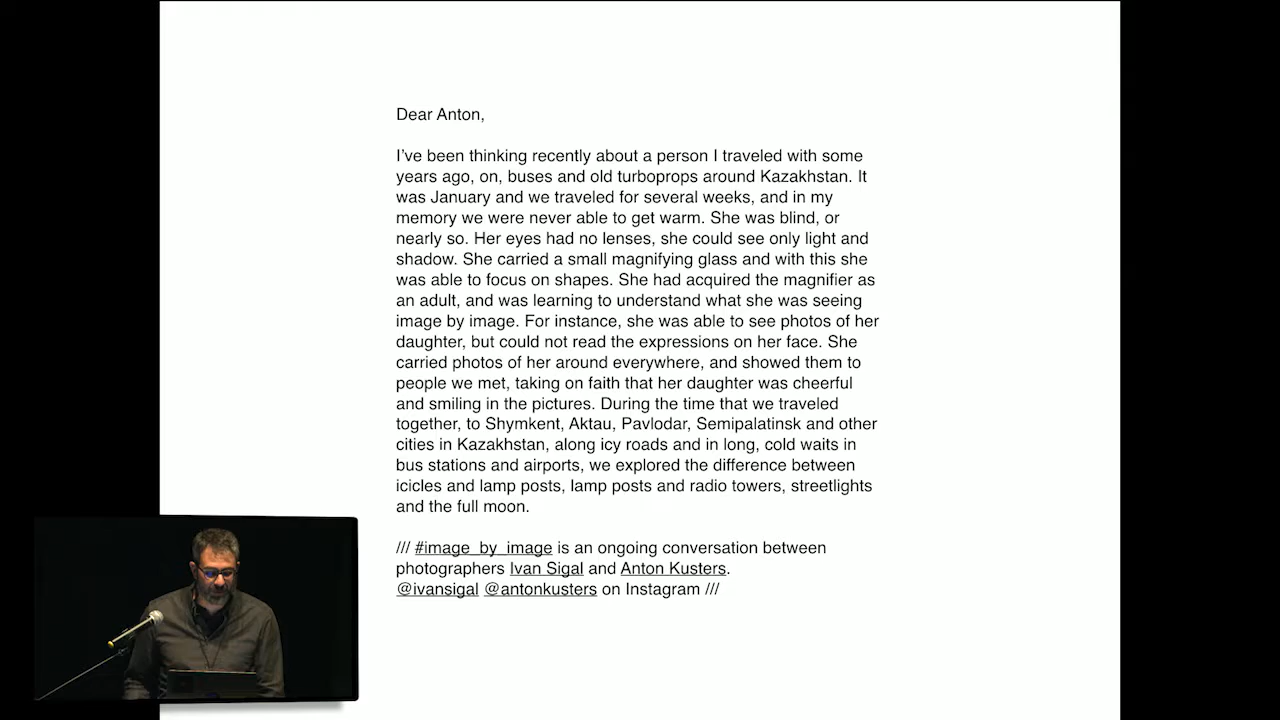 Dear Anton,
I've been thinking recently about a person I traveled with some
years ago, on, buses and old turboprops around Kazakhstan. It
was January and we traveled for several weeks, and in my
memory we were never able to get warm. She was blind, or
nearly so. Her eyes had no lenses, she could see only light and
shadow. She carried a small magnifying glass and with this she
was able to focus on shapes. She had acquired the magnifier as
an adult, and was learning to understand what she was seeing
image by image. For instance, she was able to see photos of her
daughter, but could not read the expressions on her face. She
carried photos of her around everywhere, and showed them to
people we met, taking on faith that her daughter was cheerful
and smiling in the pictures. During the time that we traveled
together, to Shymkent, Aktau, Pavlodar, Semipalatinsk and other
cities in Kazakhstan, along icy roads and in long, cold waits in
bus stations and airports, we explored the difference between
icicles and lamp posts, lamp posts and radio towers, streetlights
and the full moon.
/// #image_by_image is an ongoing conversation between
photographers Ivan Sigal and Anton Kusters.
@ivansigal @antonkusters on Instagram ///